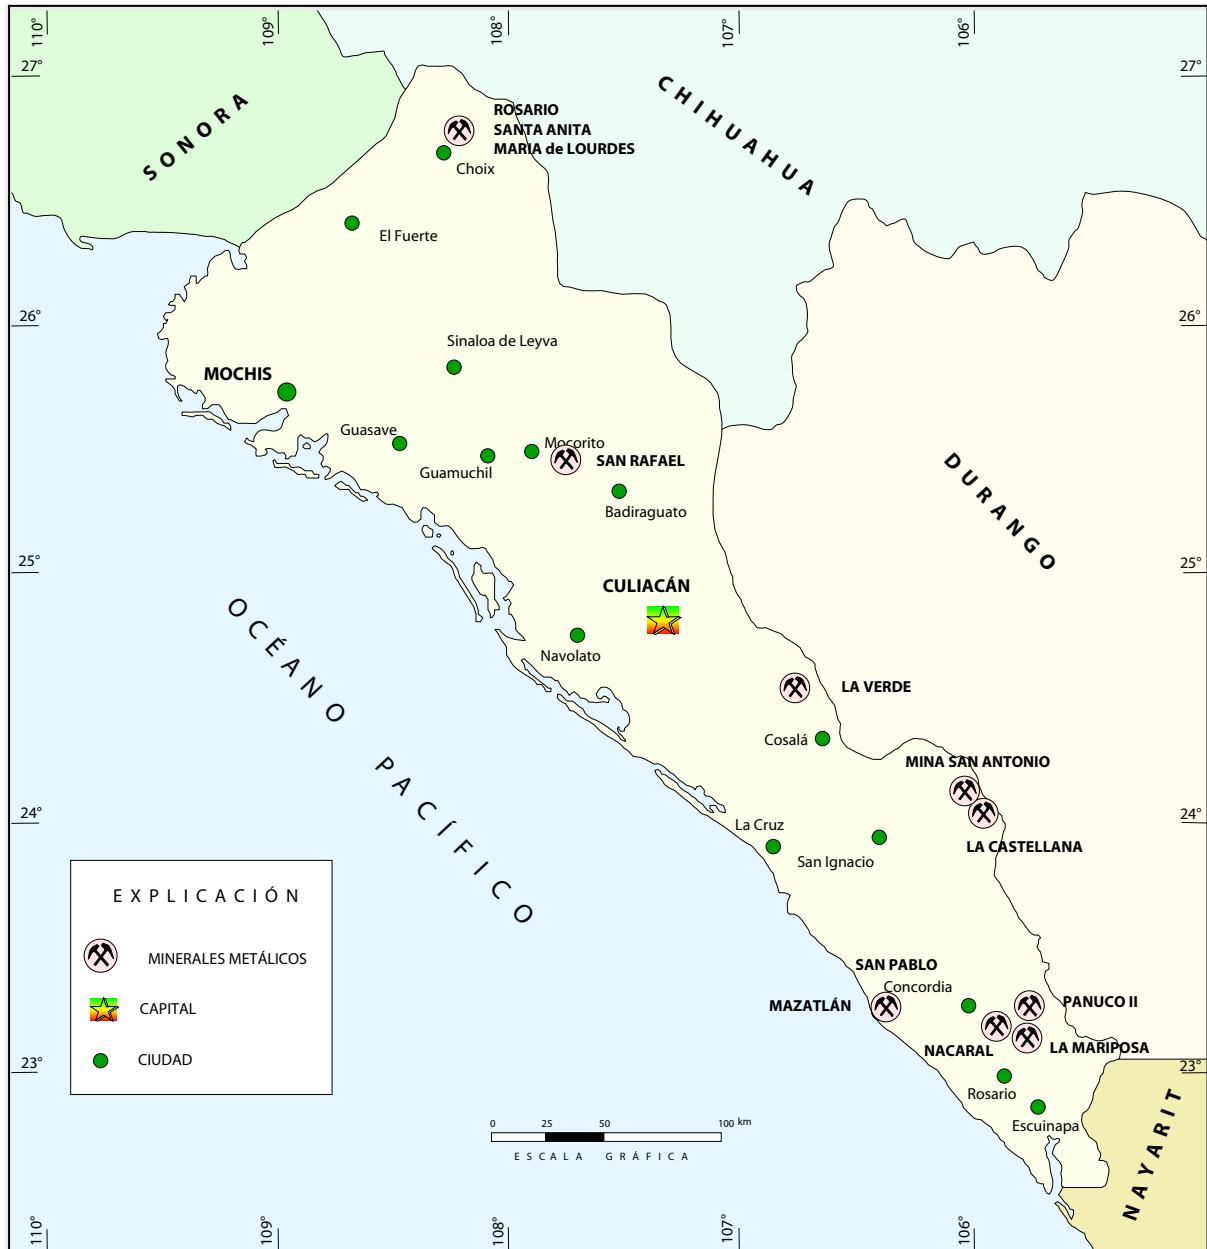 110°
109°
108°
107°
106°
27°
27°
SONORA
CHIHUAHUA
ROSARIO
SANTA ANITA
MARIA de LOURDES
Choix
El Fuerte
26°
26°
Sinaloa de Leyva
MOCHIS
Guasave
Mocorito
Guamuchil
SAN RAFAEL
Badiraguato
DURANGO
25°
25°
CULIACÁN
Navolato
OCÉANO PACÍFICO
LA VERDE
Cosalá
MINA SAN ANTONIO
24°
24°
La Cruz
San Ignacio
LA CASTELLANA
EXPLICACIÓN
MINERALES METÁLICOS
CAPITAL
CIUDAD
SAN PABLO
Concordia
MAZATLÁN
PANUCO II
NACARAL
LA MARIPOSA
23°
23°
Rosario
Escuinapa
NAYARIT
0 25 50 100 km
ESCALA GRÁFICA
110°
109°
108°
107°
106°